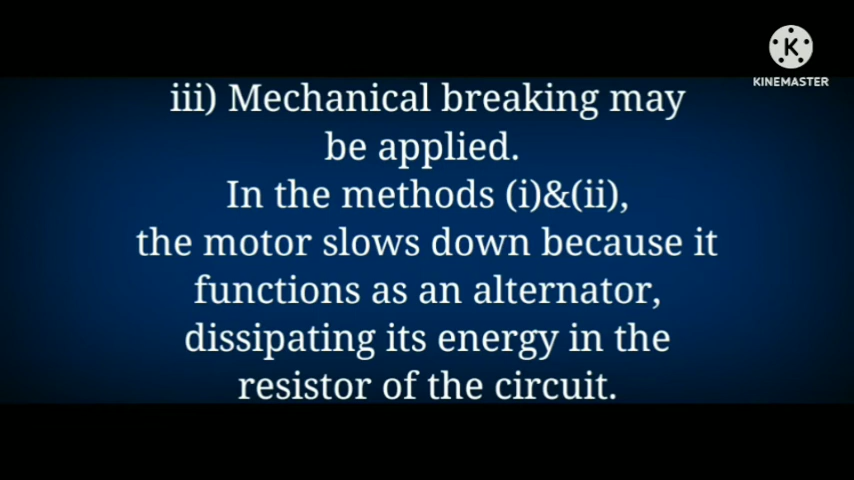 K
KINEMASTER
iii) Mechanical breaking may
be applied.
In the methods (i)&(ii),
the motor slows down because it
functions as an alternator,
dissipating its energy in the
resistor of the circuit.